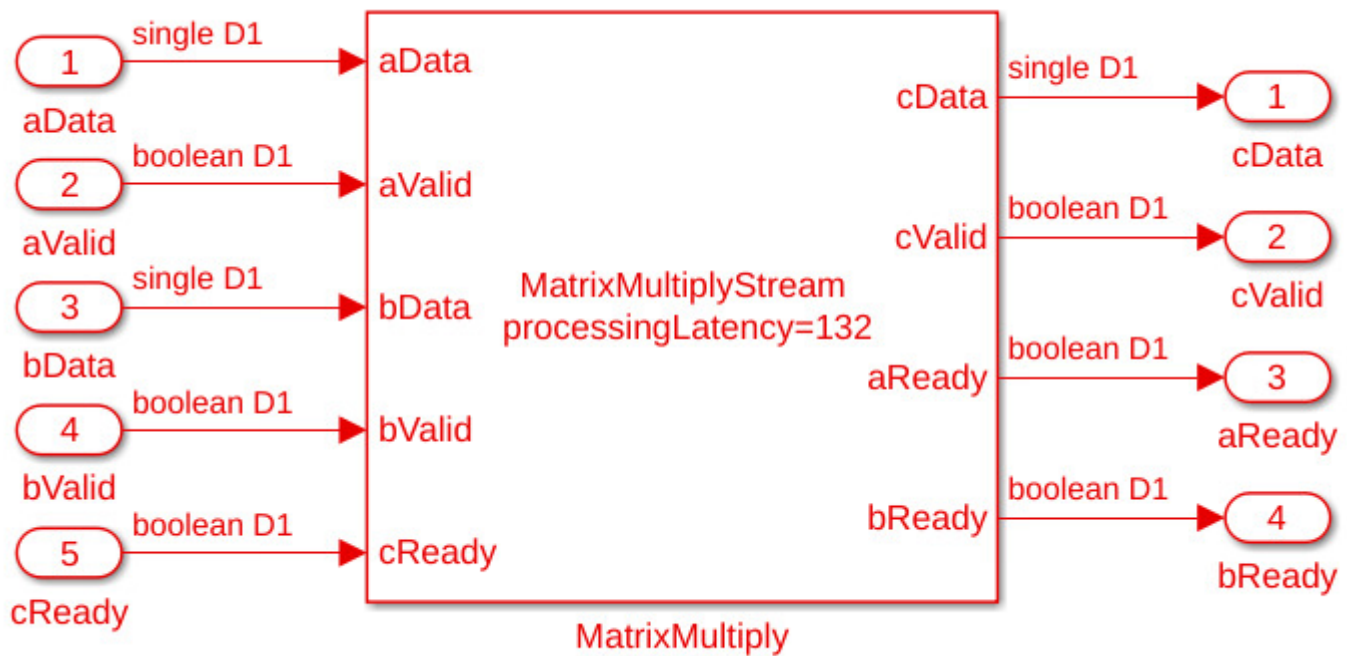 single D1
1
aData
aData
boolean D1
2
aValid
aValid
single D1
3
bData
bData
boolean D1
4
bValid
bValid
boolean D1
5
cReady
cReady
MatrixMultiplyStream
processingLatency=132
MatrixMultiply
cData
single D1
1
cData
cValid
boolean D1
2
cValid
aReady
boolean D1
3
aReady
bReady
boolean D1
4
bReady